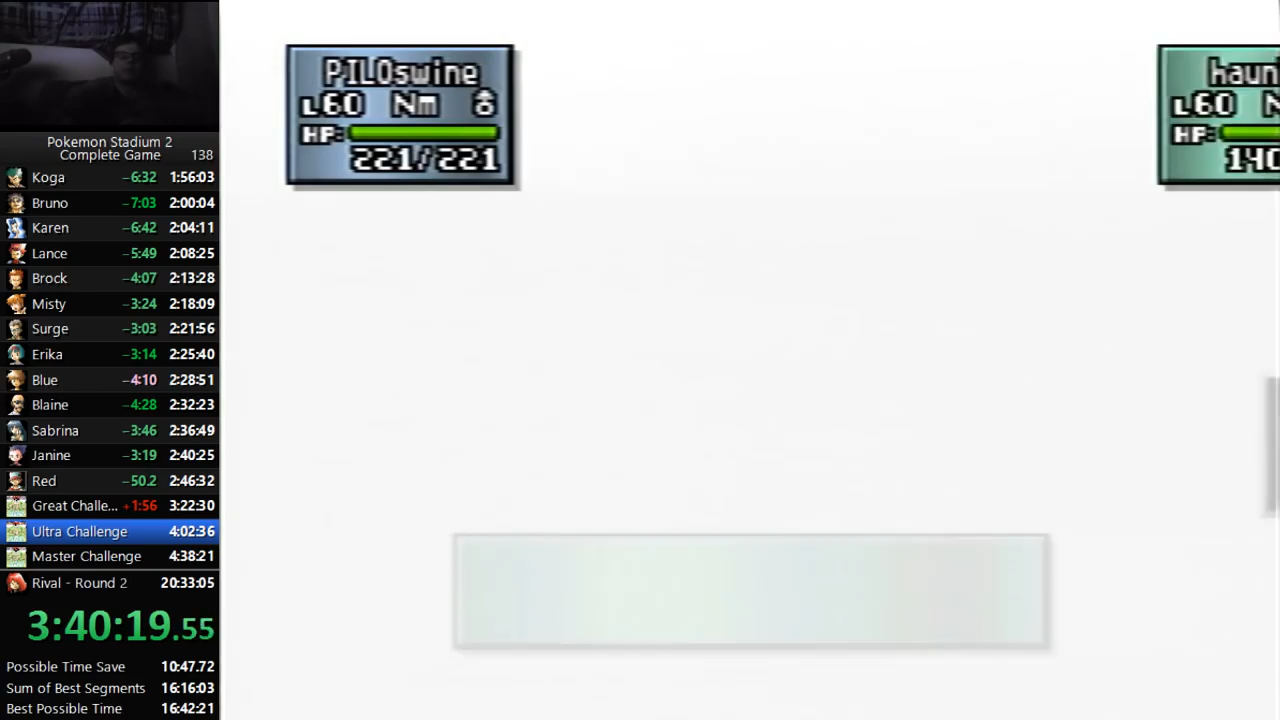 Pokemon Stadium 2
Complete Game 138
Koga −6:32 1:56:03
Bruno −7:03 2:00:04
Karen −6:42 2:04:11
Lance −5:49 2:08:25
Brock −4:07 2:13:28
Misty −3:24 2:18:09
Surge −3:03 2:21:56
Erika −3:14 2:25:40
Blue −4:10 2:28:51
Blaine −4:28 2:32:23
Sabrina −3:46 2:36:49
Janine −3:19 2:40:25
Red −50.2 2:46:32
Great Challe... +1:56 3:22:30
Ultra Challenge 4:02:36
Master Challenge 4:38:21
Rival - Round 2 20:33:05
3:40:19.55
Possible Time Save 10:47.72
Sum of Best Segments 16:16:03
Best Possible Time 16:42:21
PILOswine
L60 Nm ♂
HP:
221/221
haun
L60 N
HP:
140